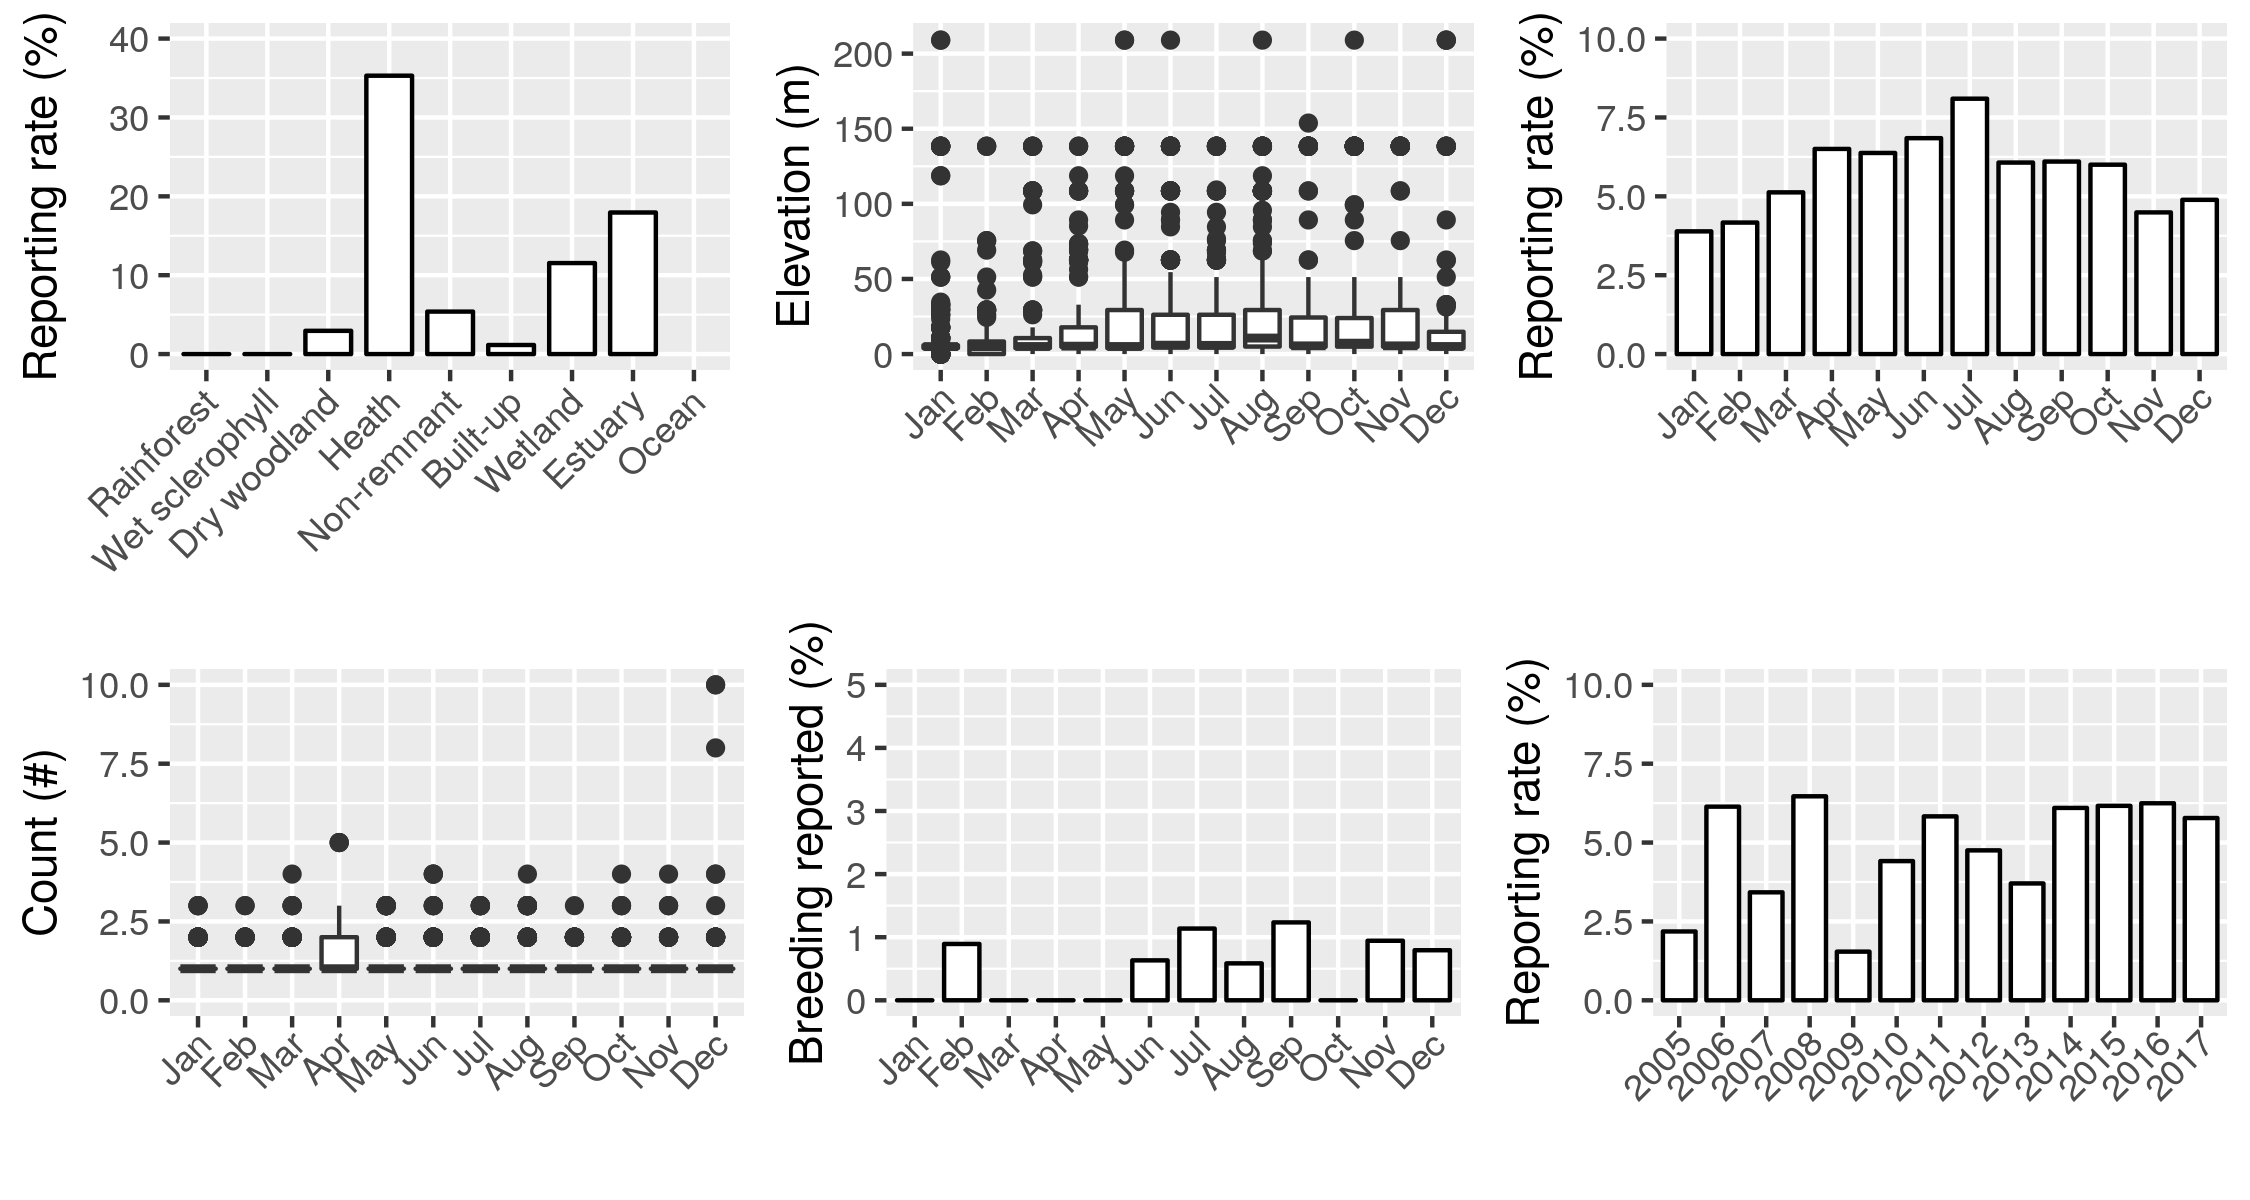 Reporting rate (%)
40
30
20
10
0
Rainforest
Wet sclerophyll
Dry woodland
Heath
Non-remnant
Built-up
Wetland
Estuary
Ocean
Elevation (m)
200
150
100
50
0
Jan
Feb
Mar
Apr
May
Jun
Jul
Aug
Sep
Oct
Nov
Dec
Reporting rate (%)
10.0
7.5
5.0
2.5
0.0
Jan
Feb
Mar
Apr
May
Jun
Jul
Aug
Sep
Oct
Nov
Dec
Count (#)
10.0
7.5
5.0
2.5
0.0
Jan
Feb
Mar
Apr
May
Jun
Jul
Aug
Sep
Oct
Nov
Dec
Breeding reported (%)
5
4
3
2
1
0
Jan
Feb
Mar
Apr
May
Jun
Jul
Aug
Sep
Oct
Nov
Dec
Reporting rate (%)
10.0
7.5
5.0
2.5
0.0
2005
2006
2007
2008
2009
2010
2011
2012
2013
2014
2015
2016
2017